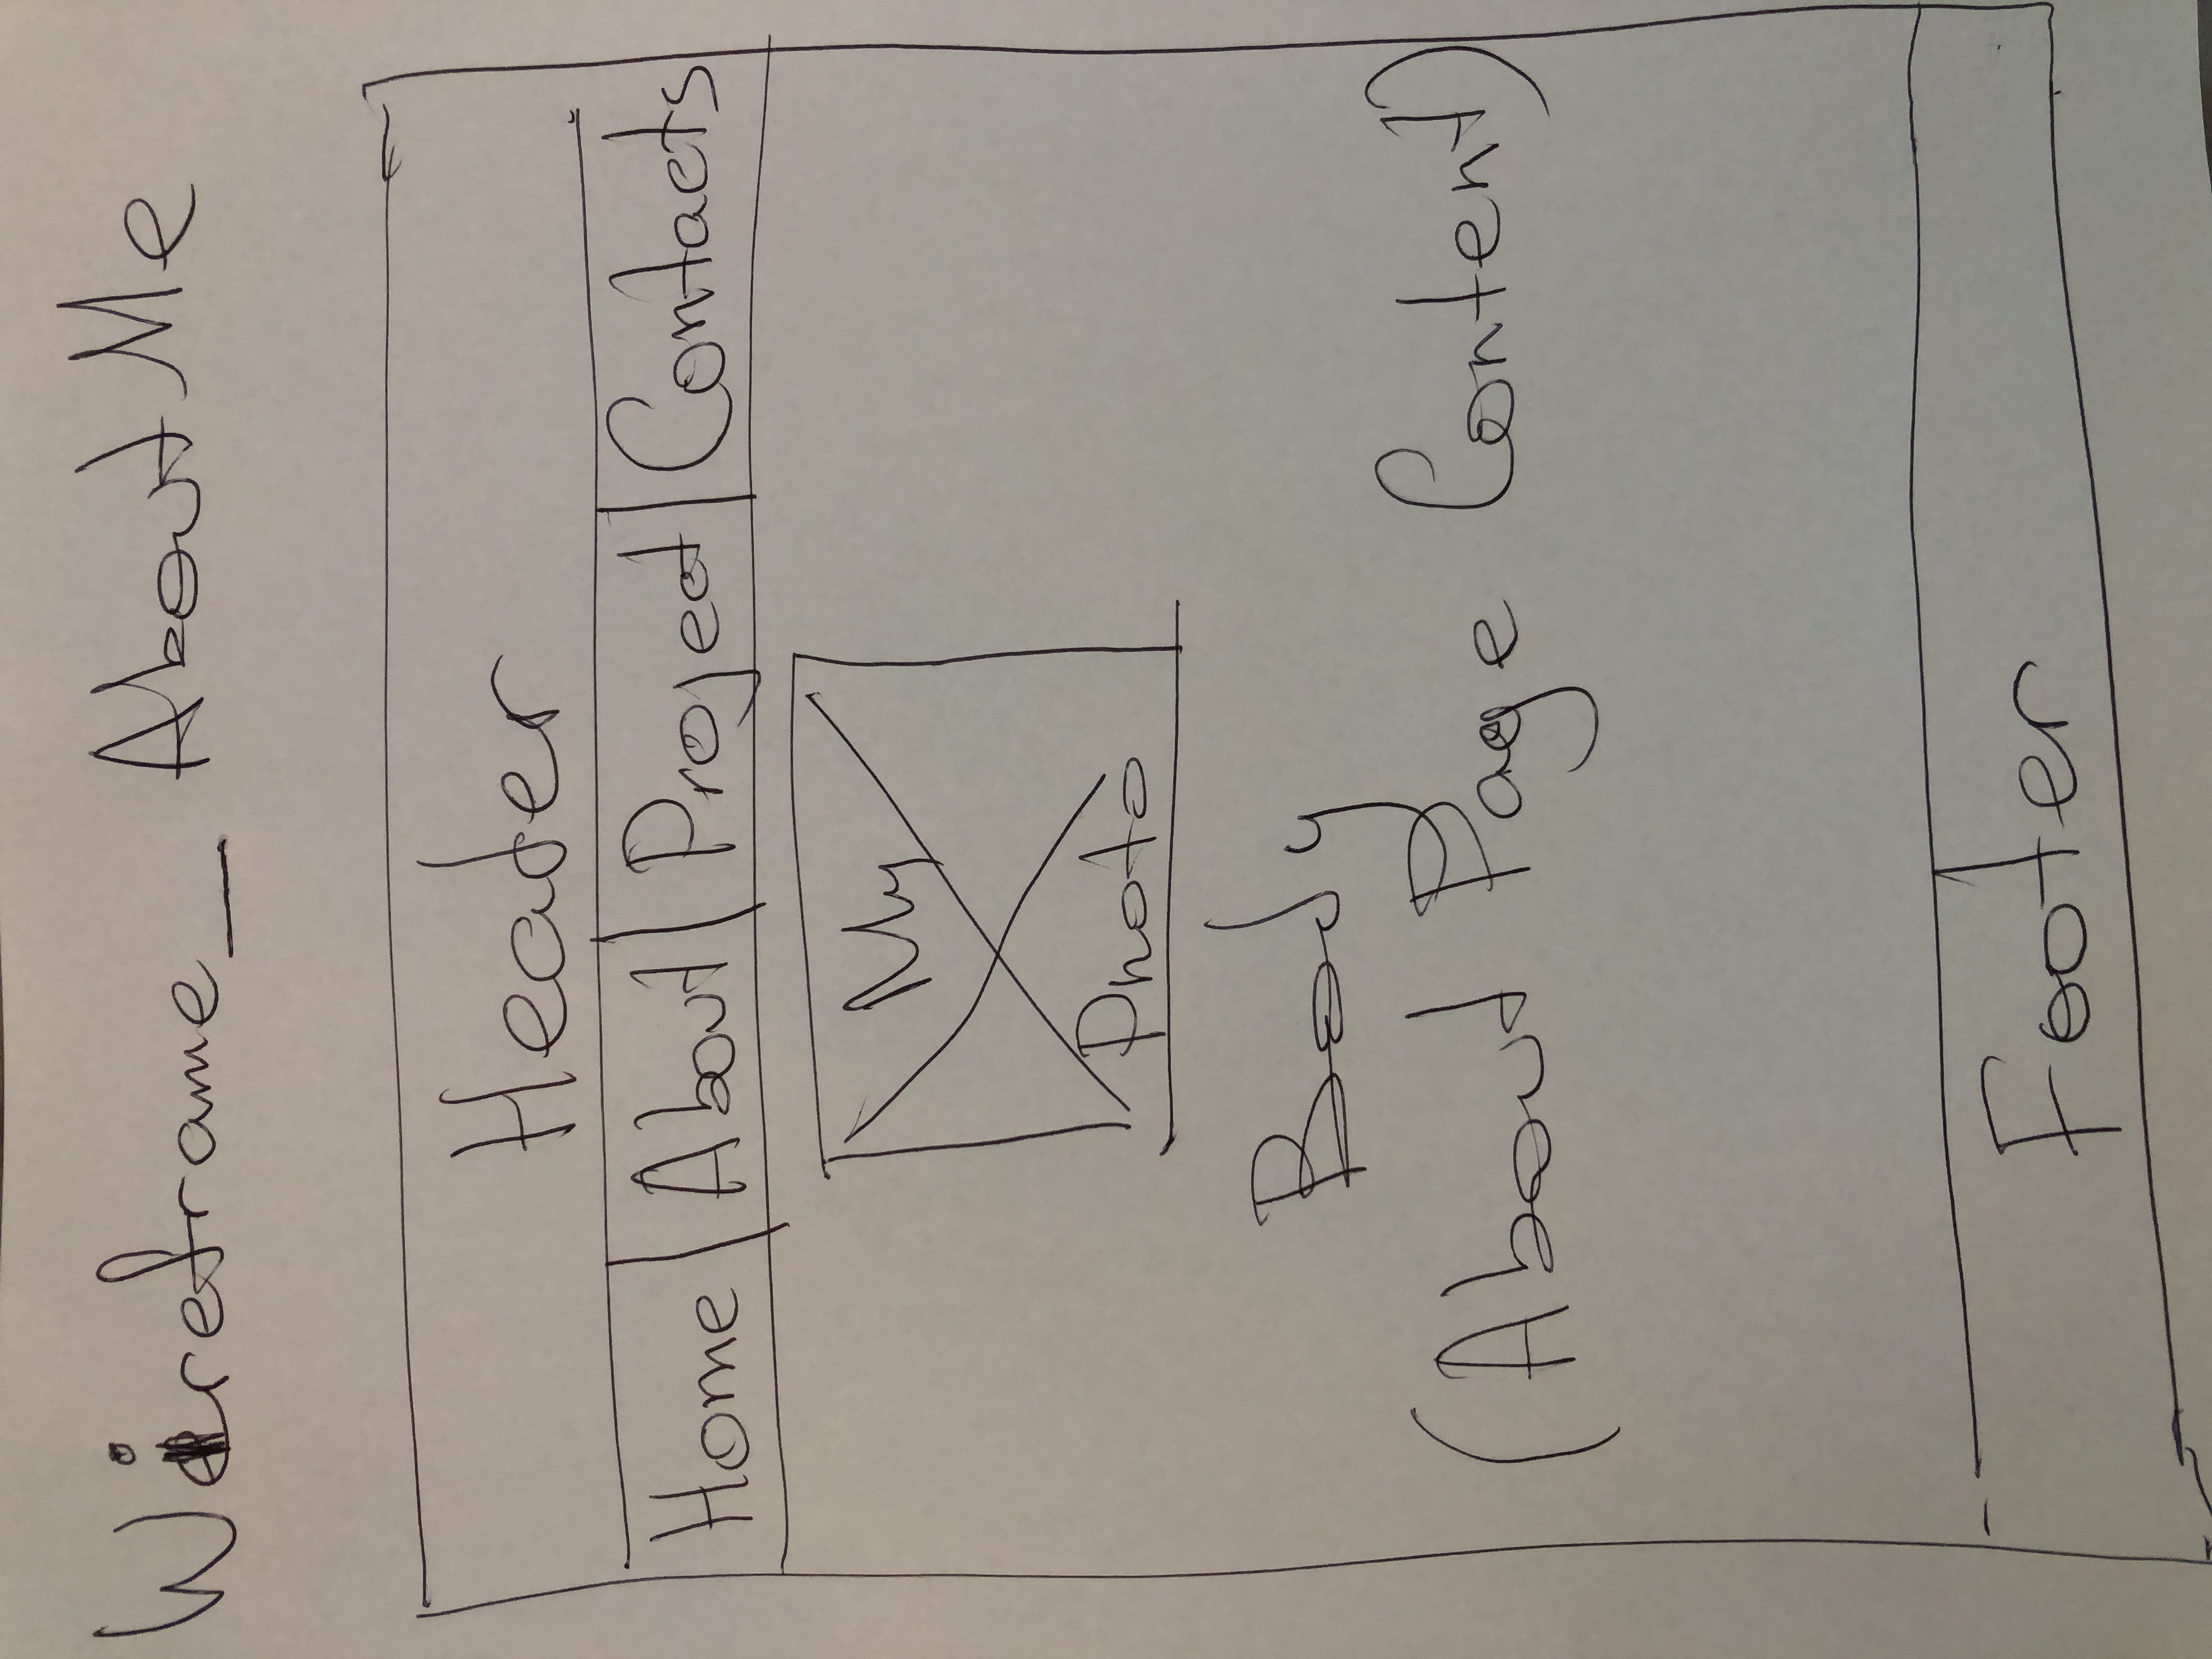 Wireframe_ About Me
Header
Home About Project Contacts
My
Photo
Body
(About Page Content)
Footer